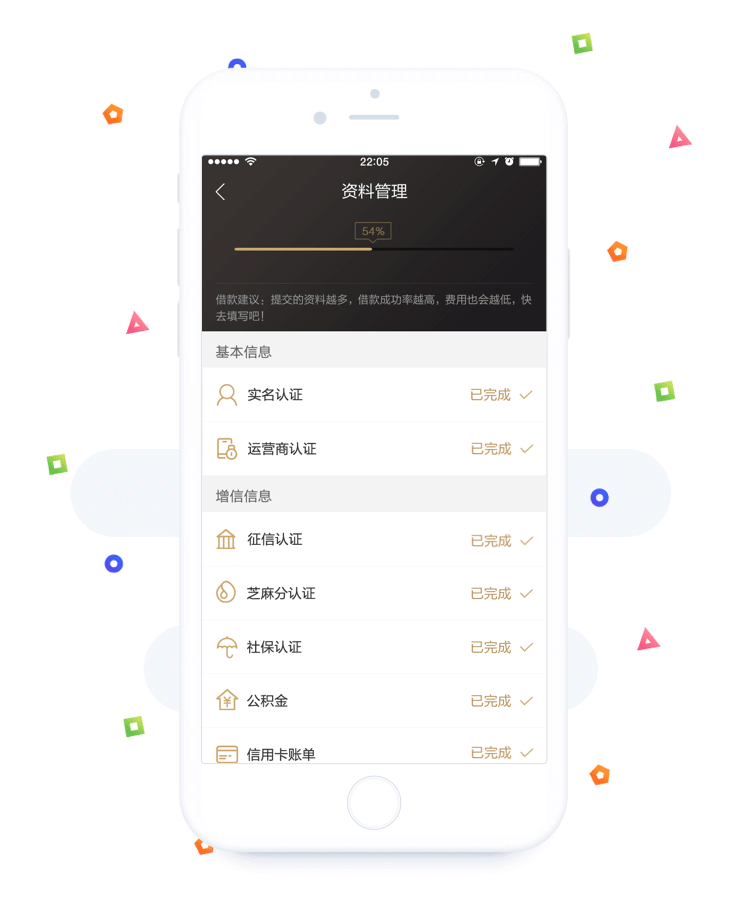 22:05
资料管理
54%
借款建议：提交的资料越多，借款成功率越高，费用也会越低，快
去填写吧！
基本信息
实名认证 已完成
运营商认证 已完成
增信信息
征信认证 已完成
芝麻分认证 已完成
社保认证 已完成
公积金 已完成
信用卡账单 已完成